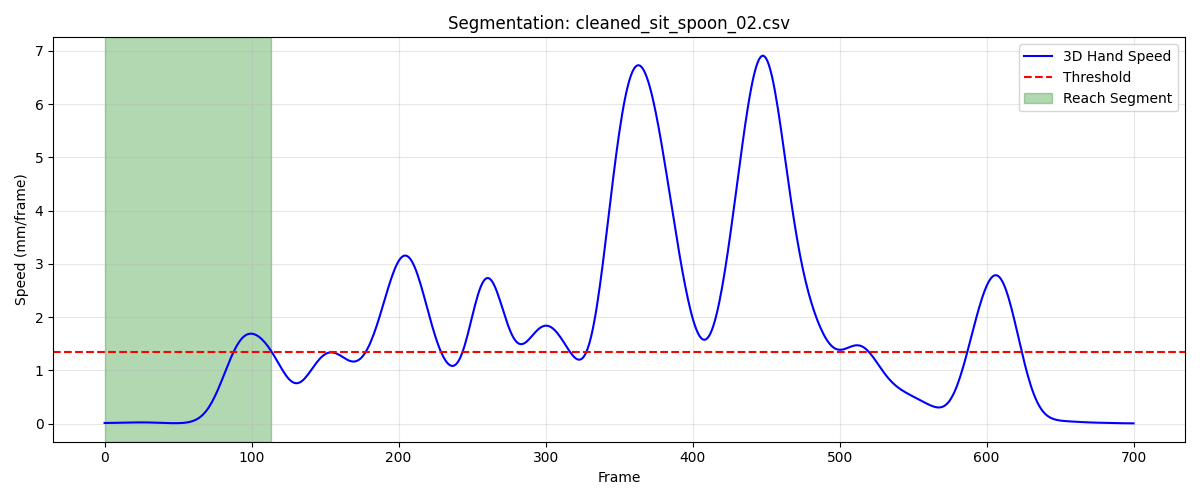 Segmentation: cleaned_sit_spoon_02.csv
3D Hand Speed
Threshold
Reach Segment
Speed (mm/frame)
7
6
5
4
3
2
1
0
0 100 200 300 400 500 600 700
Frame